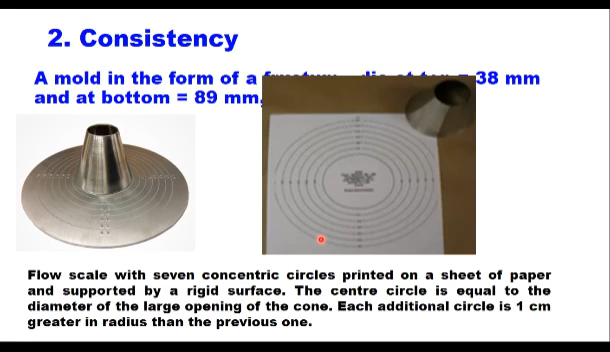 2. Consistency
A mold in the form of a 38 mm
and at bottom = 89 mm,
Flow scale with seven concentric circles printed on a sheet of paper
and supported by a rigid surface. The centre circle is equal to the
diameter of the large opening of the cone. Each additional circle is 1 cm
greater in radius than the previous one.